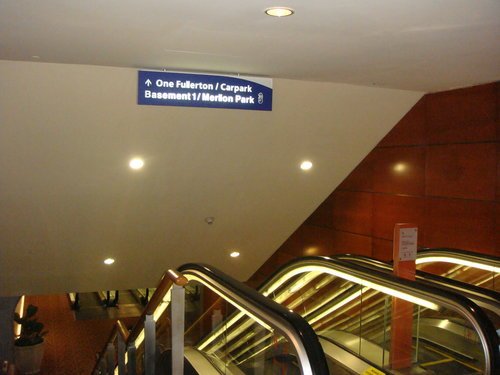 ↑ One Fullerton / Carpark
Basement 1 / Merlion Park